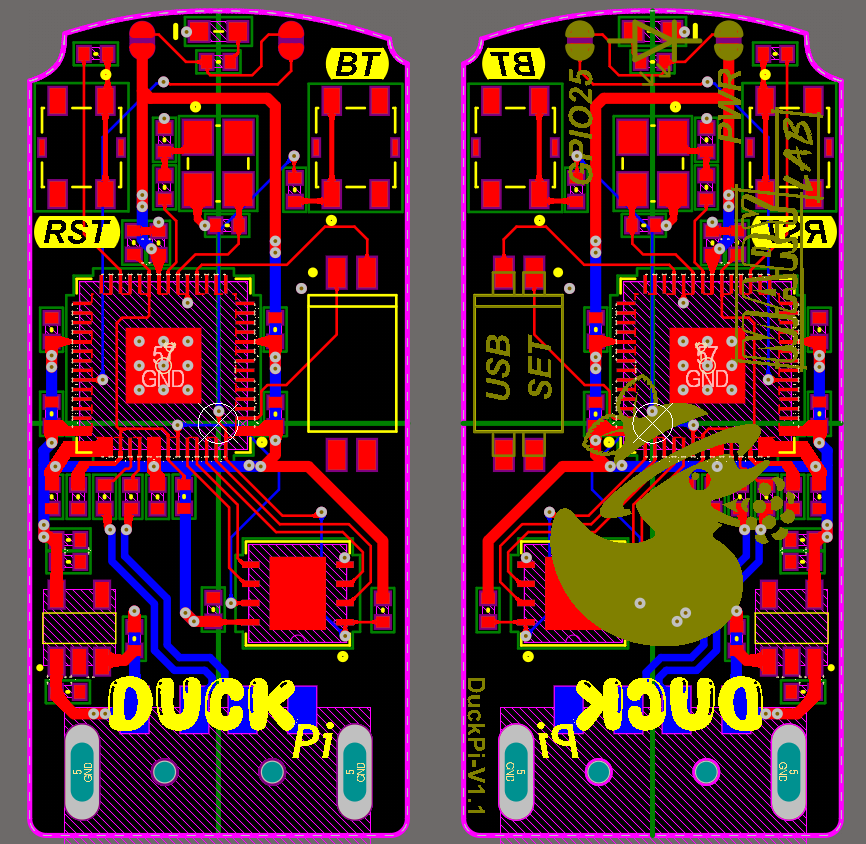 BT
RST
57
GND
DUCK
Pi
5
GND
5
GND
BT
GPIO25
PWR
LAB
RST
USB
SET
57
GND
DUCK
Pi
DuckPi-V1.1
5
GND
5
GND